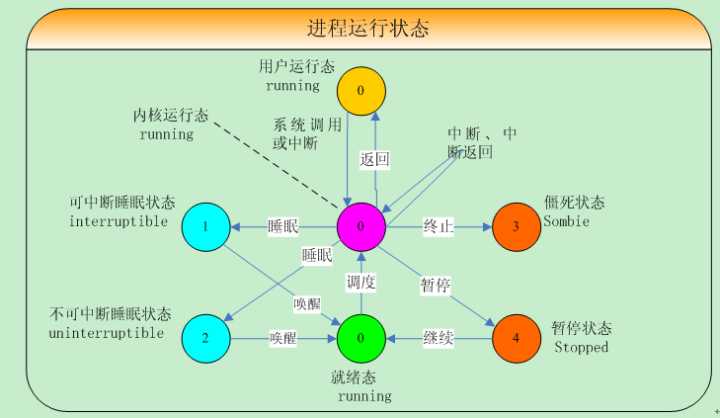 进程运行状态
用户运行态
running
0
内核运行态
running
系统调用
或中断
返回
中断、中
断返回
可中断睡眠状态
interruptible
1
睡眠
0
终止
3
僵死状态
Sombie
睡眠
唤醒
调度
暂停
不可中断睡眠状态
uninterruptible
2
唤醒
0
继续
4
暂停状态
Stopped
就绪态
running